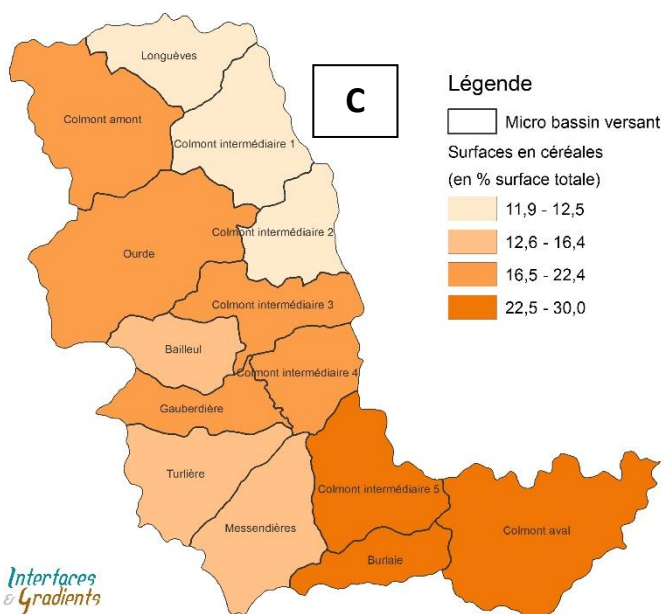 Longuèves
C
Légende
Colmont amont
Micro bassin versant
Colmont intermédiaire 1
Surfaces en céréales
(en % surface totale)
11,9 - 12,5
12,6 - 16,4
16,5 - 22,4
22,5 - 30,0
Colmont intermédiaire 2
Ourde
Colmont intermédiaire 3
Bailleul
Colmont intermédiaire 4
Gauberdière
Turlière
Colmont intermédiaire 5
Messendières
Colmont aval
Burlaie
Interfaces
& Gradients